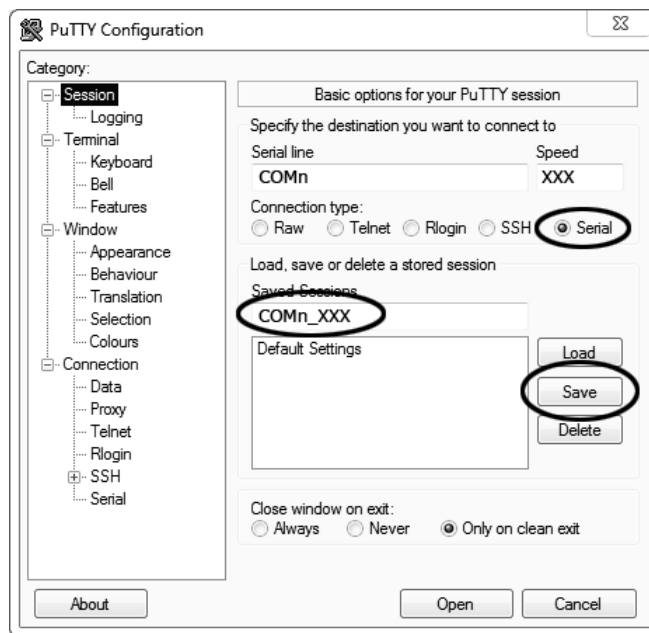 PuTTY Configuration
Category:
Session
Logging
Terminal
Keyboard
Bell
Features
Window
Appearance
Behaviour
Translation
Selection
Colours
Connection
Data
Proxy
Telnet
Rlogin
SSH
Serial
Basic options for your PuTTY session
Specify the destination you want to connect to
Serial line Speed
COMn XXX
Connection type:
Raw Telnet Rlogin SSH Serial
Load, save or delete a stored session
Saved Sessions
COMn_XXX
Default Settings
Load
Save
Delete
Close window on exit:
Always Never Only on clean exit
About Open Cancel